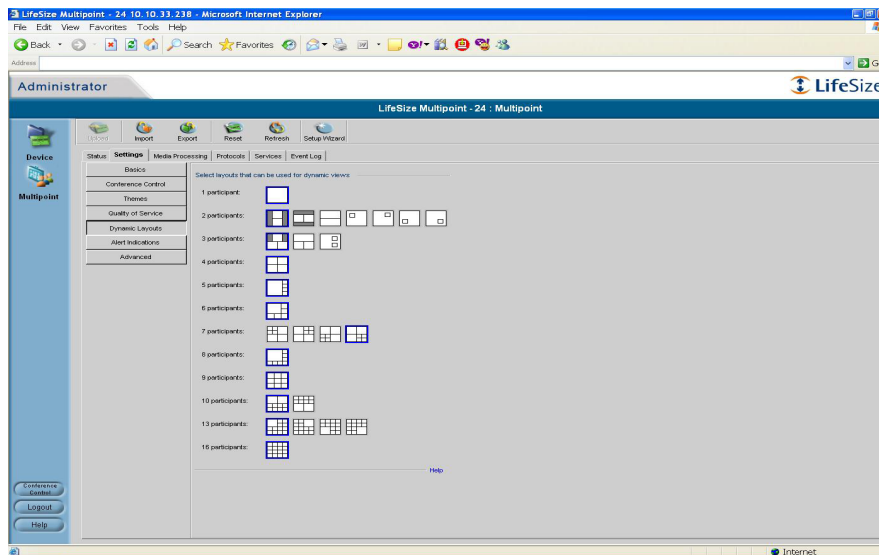 LifeSize Multipoint - 24 10.10.33.238 - Microsoft Internet Explorer
File Edit View Favorites Tools Help
Back Search Favorites
Address G
Administrator LifeSize
LifeSize Multipoint - 24 : Multipoint
Upload Import Export Reset Refresh Setup Wizard
Device
Multipoint
Status Settings Media Processing Protocols Services Event Log
Basics
Conference Control
Themes
Quality of Service
Dynamic Layouts
Alert Indications
Advanced
Select layouts that can be used for dynamic views
1 participant:
2 participants:
3 participants:
4 participants:
5 participants:
6 participants:
7 participants:
8 participants:
9 participants:
10 participants:
13 participants:
16 participants:
Help
Conference Control
Logout
Help
Internet